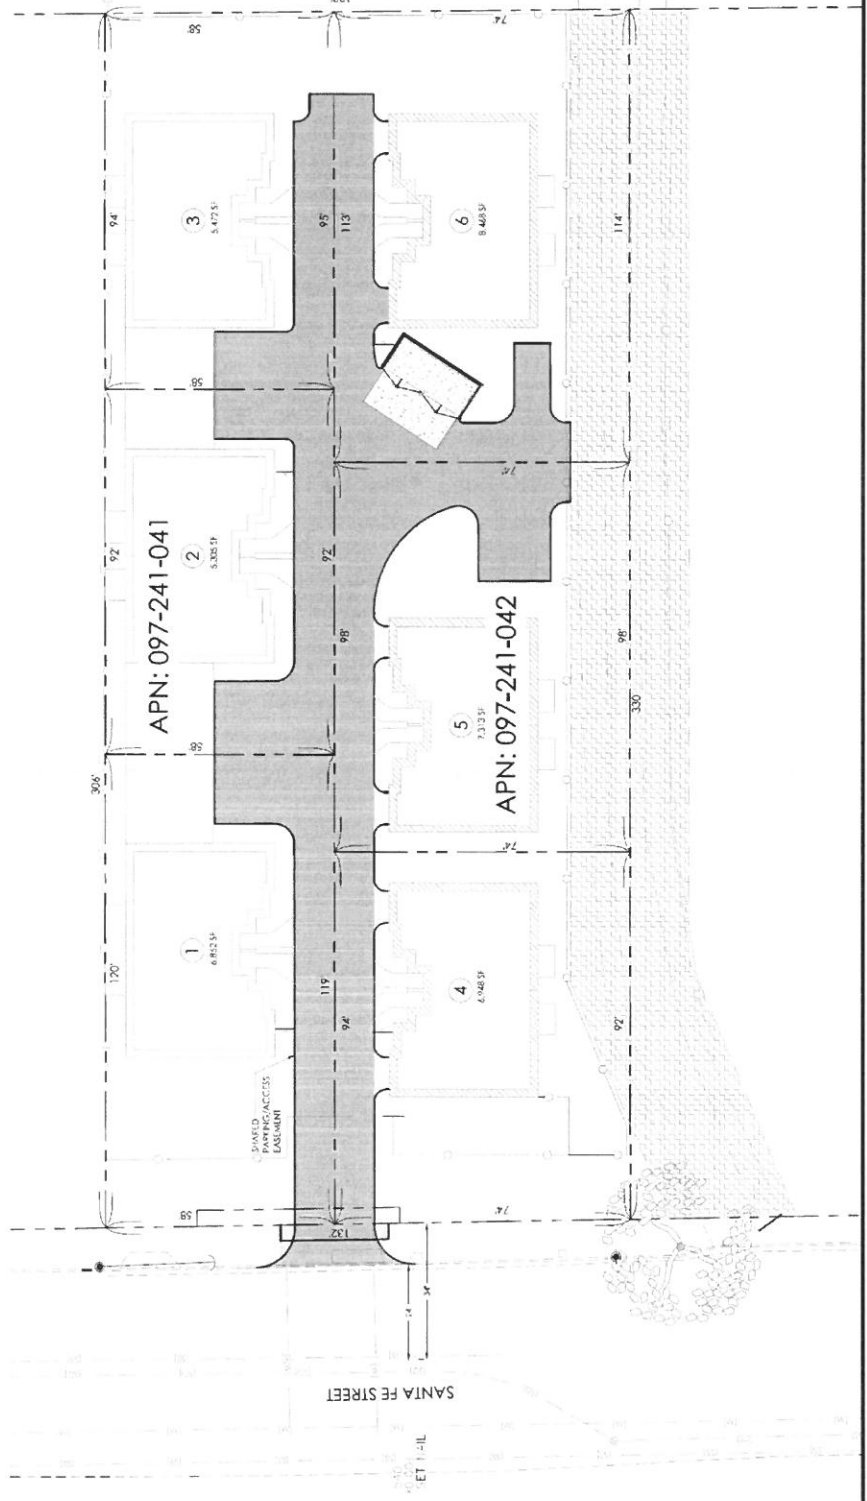 58'
74'
94'
3
5,472 SF
95'
113'
6
8,468 SF
114'
58'
74'
APN: 097-241-041
92'
2
5,305 SF
92'
98'
98'
330
APN: 097-241-042
5
7,313 SF
58'
306'
74'
120'
1
6,852 SF
119'
94'
4
6,948 SF
92'
SHARED
PARKING/ACCESS
EASEMENT
58'
132'
74'
24'
34'
SANTA FE STREET